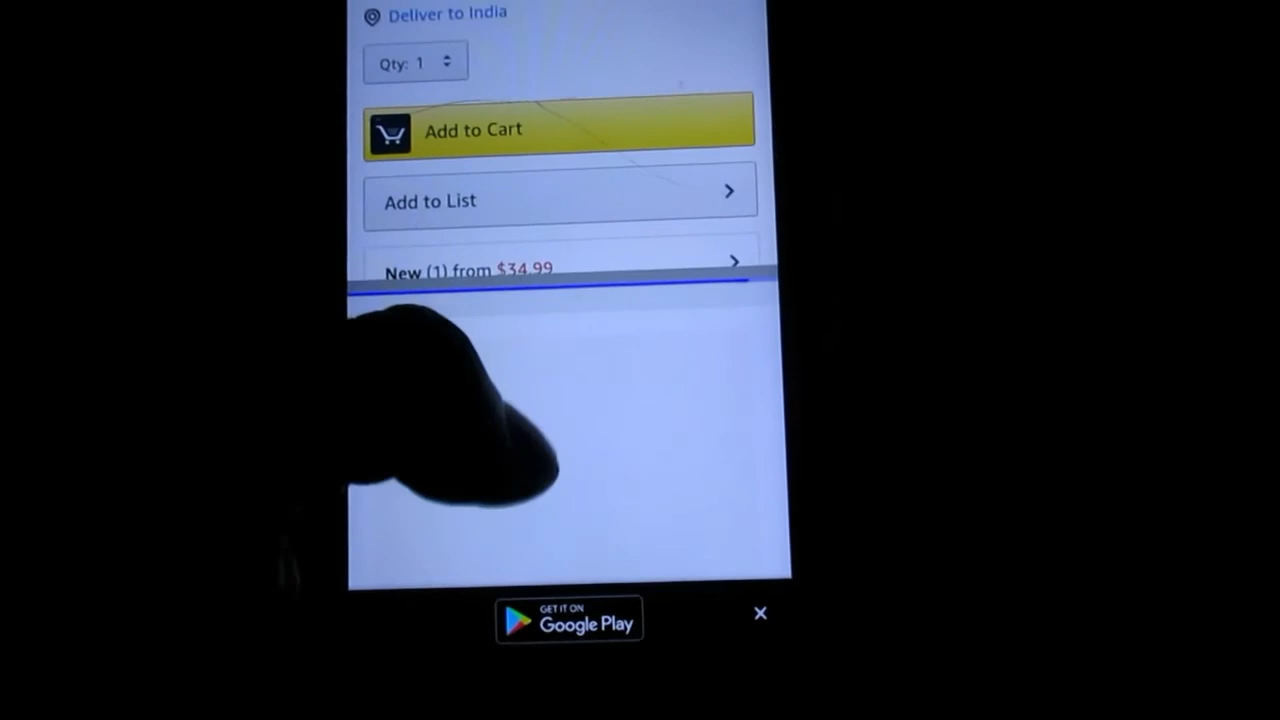 Deliver to India
Qty: 1
Add to Cart
Add to List
New (1) from $34.99
GET IT ON
Google Play
×